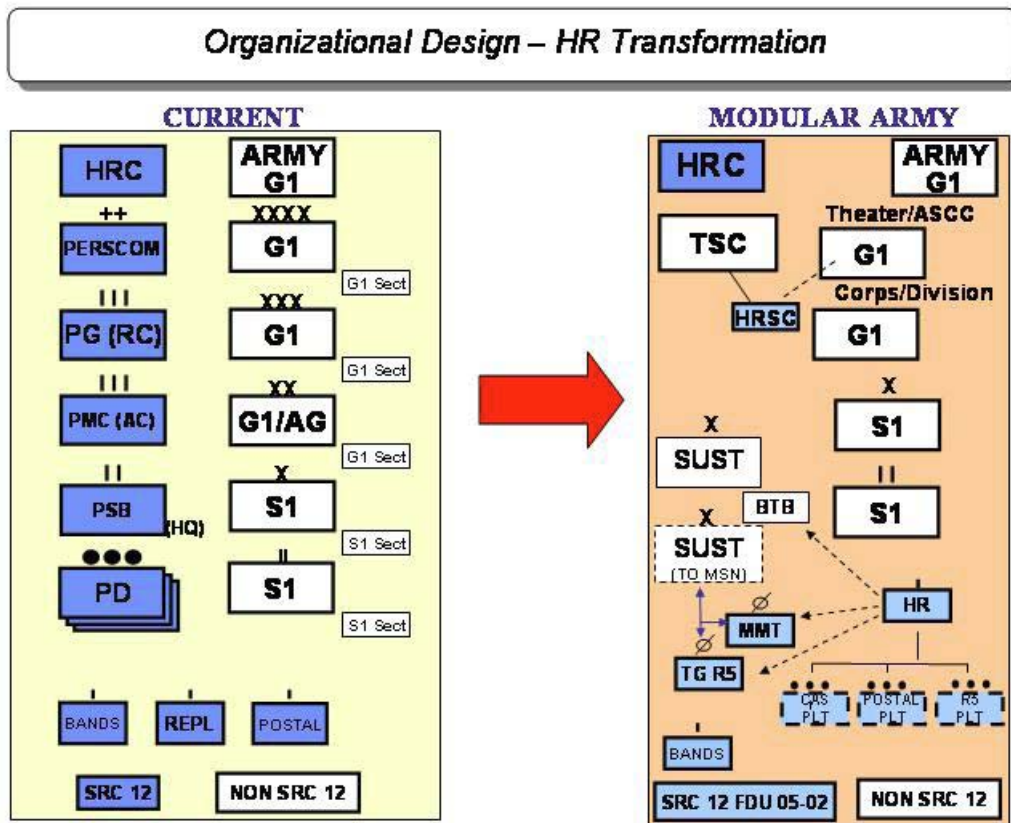 Organizational Design – HR Transformation
CURRENT
HRC
ARMY
G1
++
XXXX
PERSCOM
G1
G1 Sect
III
XXX
PG (RC)
G1
G1 Sect
III
XX
PMC (AC)
G1/AG
G1 Sect
II
X
PSB
(HQ)
S1
S1 Sect
●●●
II
PD
S1
S1 Sect
I
I
I
BANDS
REPL
POSTAL
SRC 12
NON SRC 12
MODULAR ARMY
HRC
ARMY
G1
Theater/ASCC
TSC
G1
Corps/Division
HRSC
G1
X
S1
X
SUST
II
BTB
S1
X
SUST
(TO MSN)
I
HR
Ø
MMT
Ø
TG R5
●●●
●●●
●●●
CAS
PLT
POSTAL
PLT
R5
PLT
I
BANDS
SRC 12 FDU 05-02
NON SRC 12